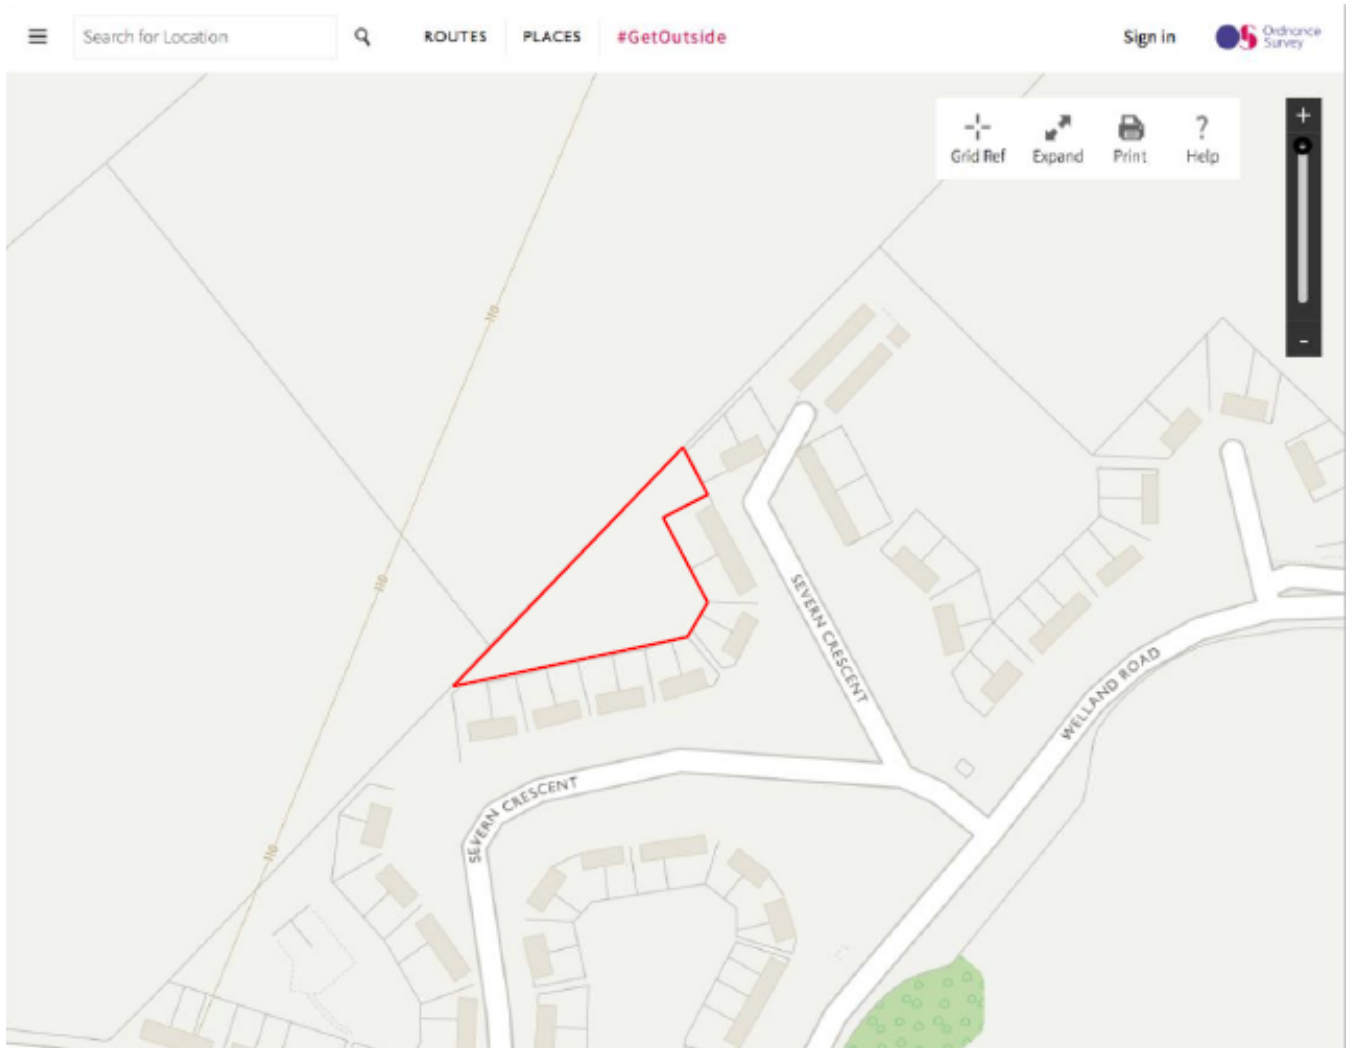 Search for Location
ROUTES
PLACES
#GetOutside
Sign in
Ordnance
Survey
Grid Ref
Expand
Print
?
Help
+
-
110
110
110
SEVERN CRESCENT
WELLAND ROAD
SEVERN CRESCENT